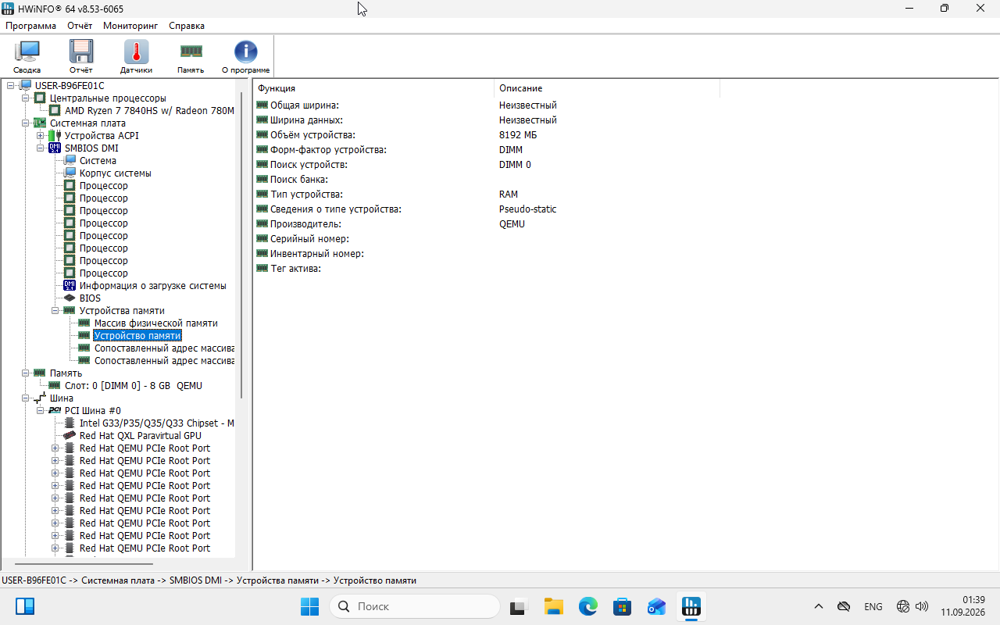 HWiNFO® 64 v8.53-6065
Программа Отчёт Мониторинг Справка
Сводка Отчёт Датчики Память О программе
USER-B96FE01C
Центральные процессоры
AMD Ryzen 7 7840HS w/ Radeon 780M
Системная плата
Устройства ACPI
SMBIOS DMI
Система
Корпус системы
Процессор
Процессор
Процессор
Процессор
Процессор
Процессор
Процессор
Процессор
Информация о загрузке системы
BIOS
Устройства памяти
Массив физической памяти
Устройство памяти
Сопоставленный адрес массива
Сопоставленный адрес массива
Память
Слот: 0 [DIMM 0] - 8 GB QEMU
Шина
PCI Шина #0
Intel G33/P35/Q35/Q33 Chipset - M
Red Hat QXL Paravirtual GPU
Red Hat QEMU PCIe Root Port
Red Hat QEMU PCIe Root Port
Red Hat QEMU PCIe Root Port
Red Hat QEMU PCIe Root Port
Red Hat QEMU PCIe Root Port
Red Hat QEMU PCIe Root Port
Red Hat QEMU PCIe Root Port
Red Hat QEMU PCIe Root Port
Red Hat QEMU PCIe Root Port
Функция Описание
Общая ширина: Неизвестный
Ширина данных: Неизвестный
Объём устройства: 8192 МБ
Форм-фактор устройства: DIMM
Поиск устройств: DIMM 0
Поиск банка:
Тип устройства: RAM
Сведения о типе устройства: Pseudo-static
Производитель: QEMU
Серийный номер:
Инвентарный номер:
Тег актива:
USER-B96FE01C -> Системная плата -> SMBIOS DMI -> Устройства памяти -> Устройство памяти
Поиск
ENG
01:39
11.09.2026